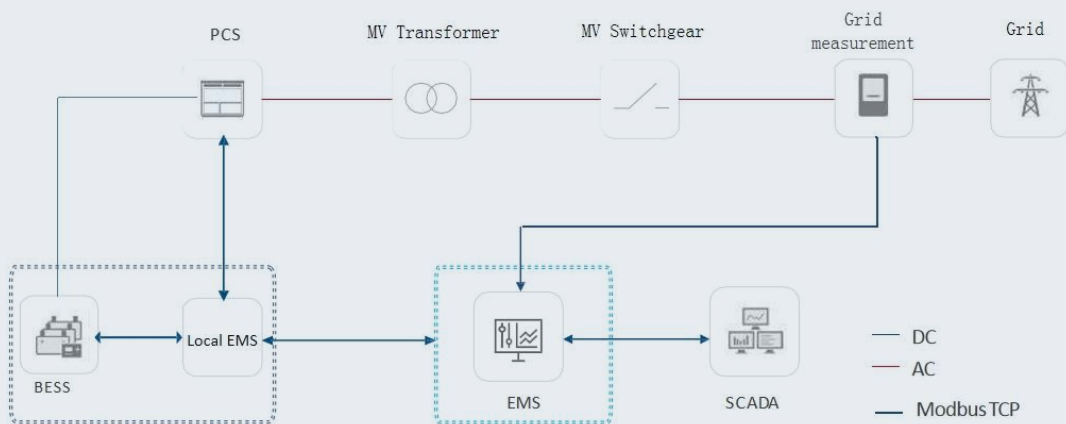 PCS
MV Transformer
MV Switchgear
Grid
measurement
Grid
Local EMS
BESS
EMS
SCADA
DC
AC
Modbus TCP